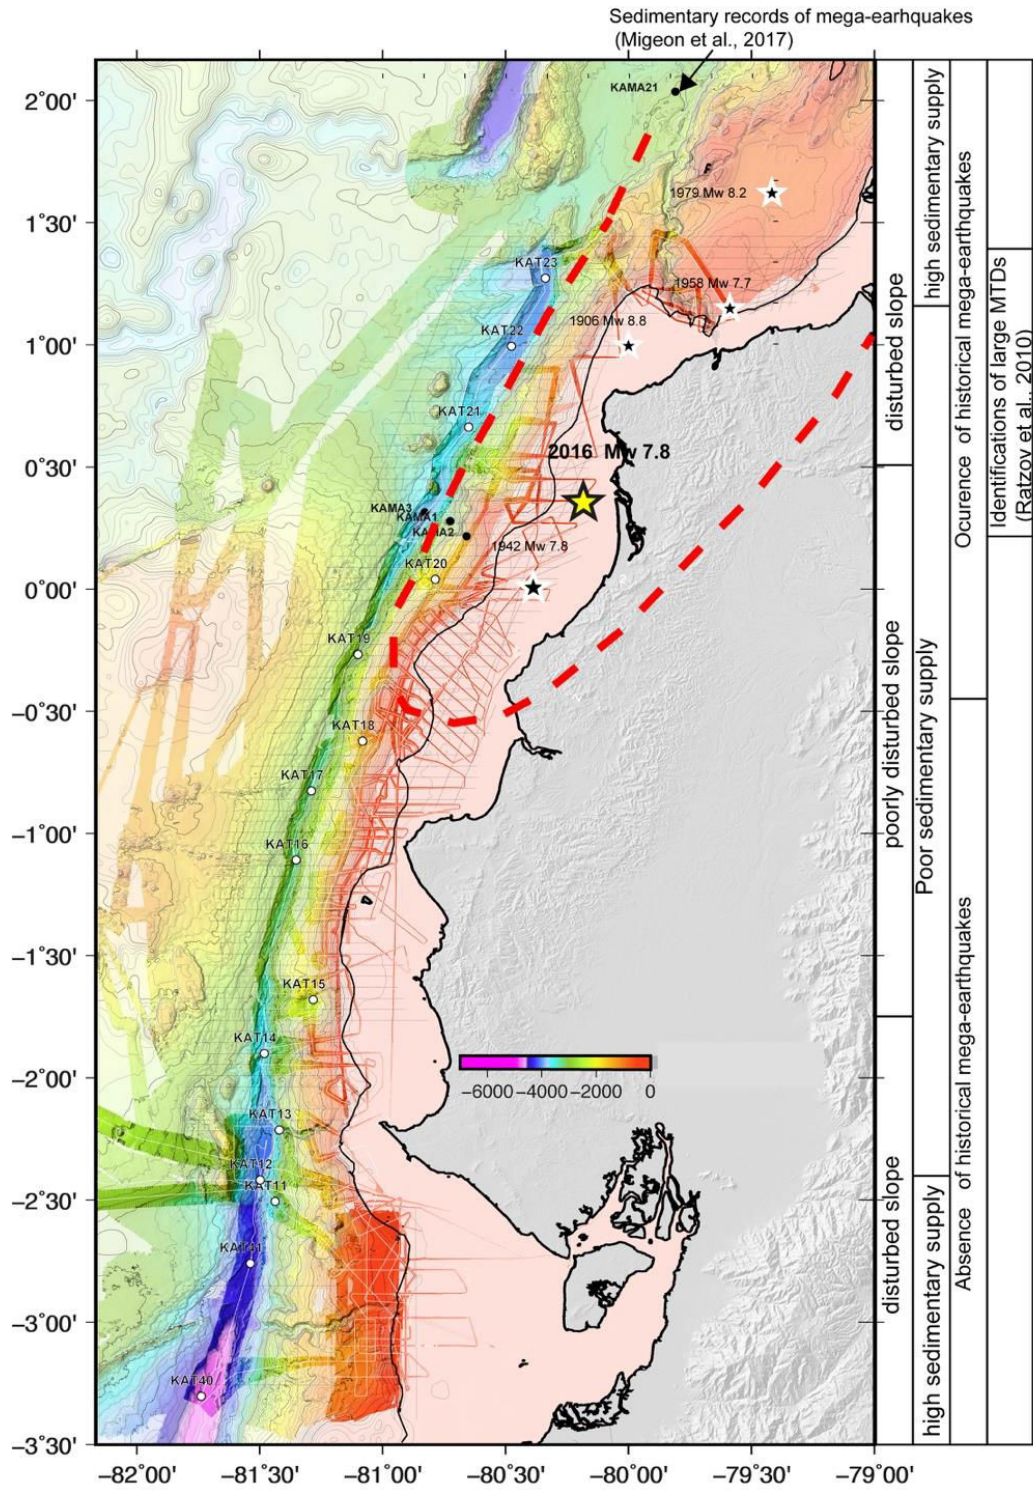 Sedimentary records of mega-earhquakes
(Migeon et al., 2017)
KAMA21
2˚00'
1979 Mw 8.2
1˚30'
KAT23
1958 Mw 7.7
1906 Mw 8.8
KAT22
1˚00'
KAT21
2016 Mw 7.8
0˚30'
KAMA3
KAMA1
KAMA2
1942 Mw 7.8
KAT20
0˚00'
KAT19
−0˚30'
KAT18
KAT17
−1˚00'
KAT16
−1˚30'
KAT15
KAT14
−2˚00'
−6000 −4000 −2000 0
KAT13
KAT12
KAT11
−2˚30'
KAT41
−3˚00'
KAT40
−3˚30'
−82˚00' −81˚30' −81˚00' −80˚30' −80˚00' −79˚30' −79˚00'
disturbed slope
poorly disturbed slope
disturbed slope
high sedimentary supply
Poor sedimentary supply
high sedimentary supply
Ocurence of historical mega-earthquakes
Absence of historical mega-earthquakes
Identifications of large MTDs
(Ratzov et al., 2010)